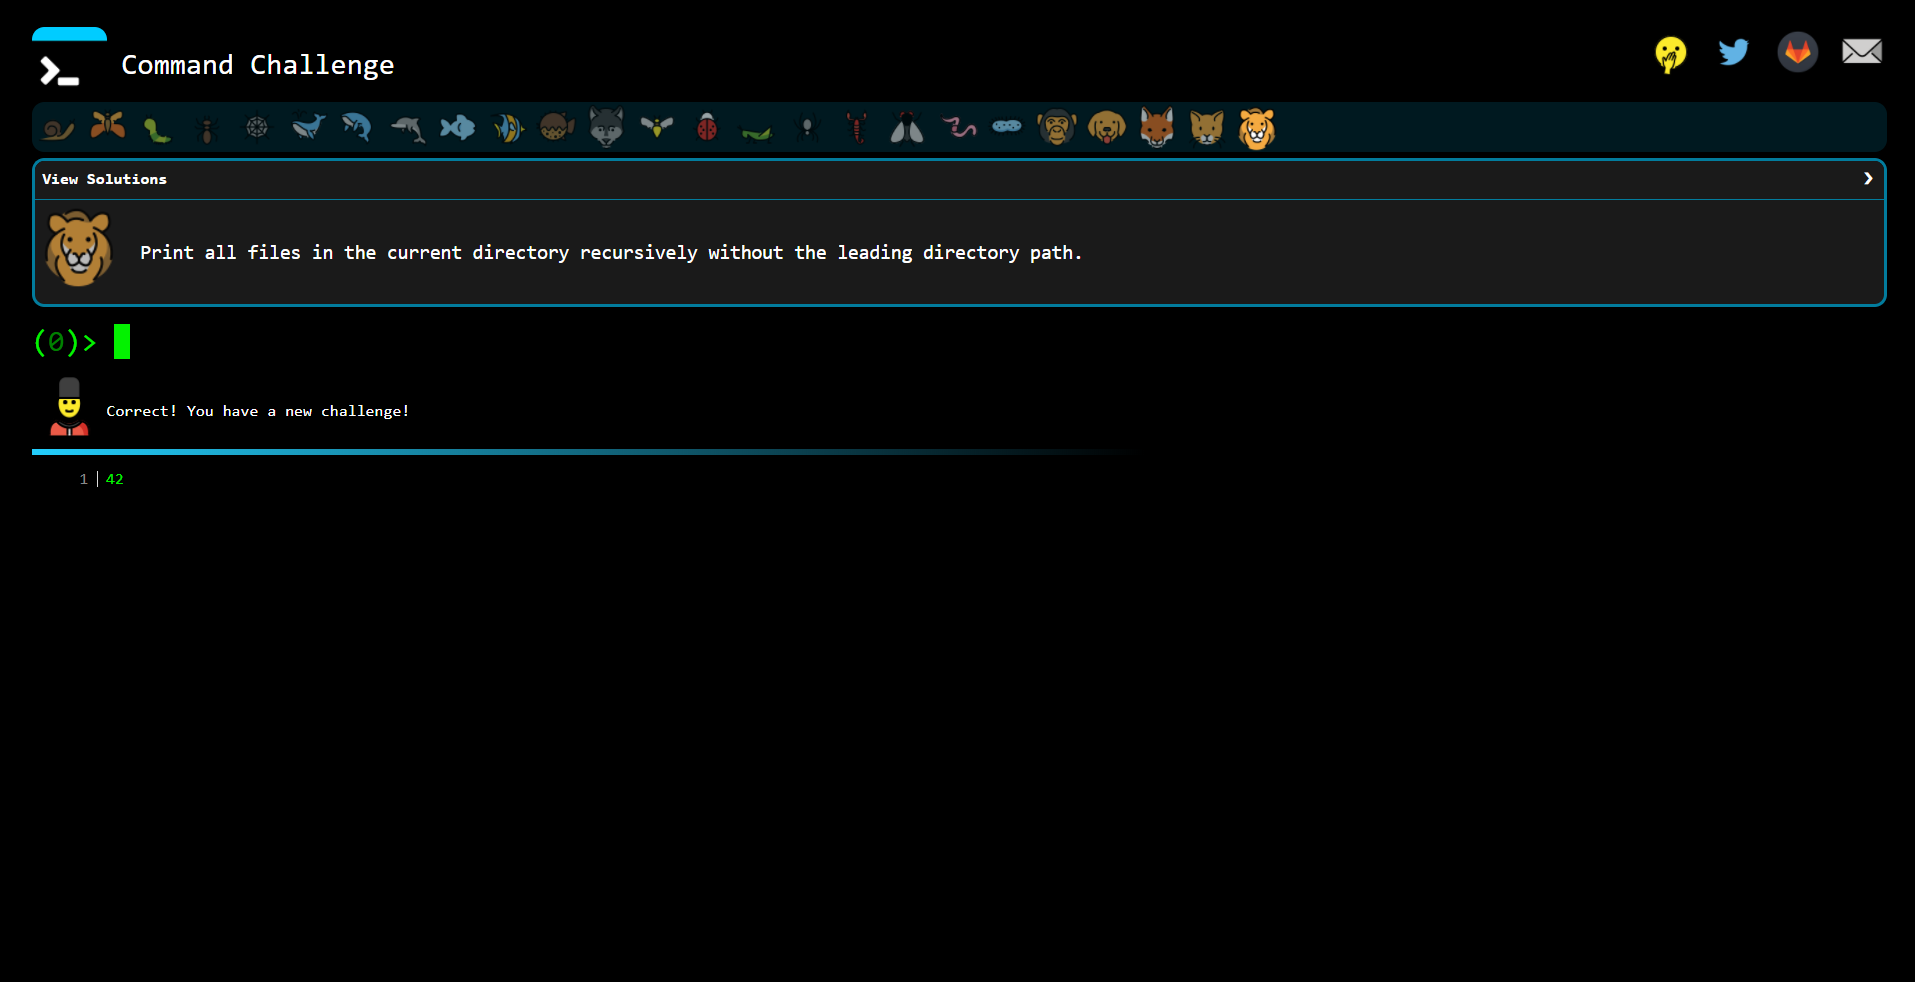 Command Challenge
View Solutions
Print all files in the current directory recursively without the leading directory path.
(0)>
Correct! You have a new challenge!
1 | 42